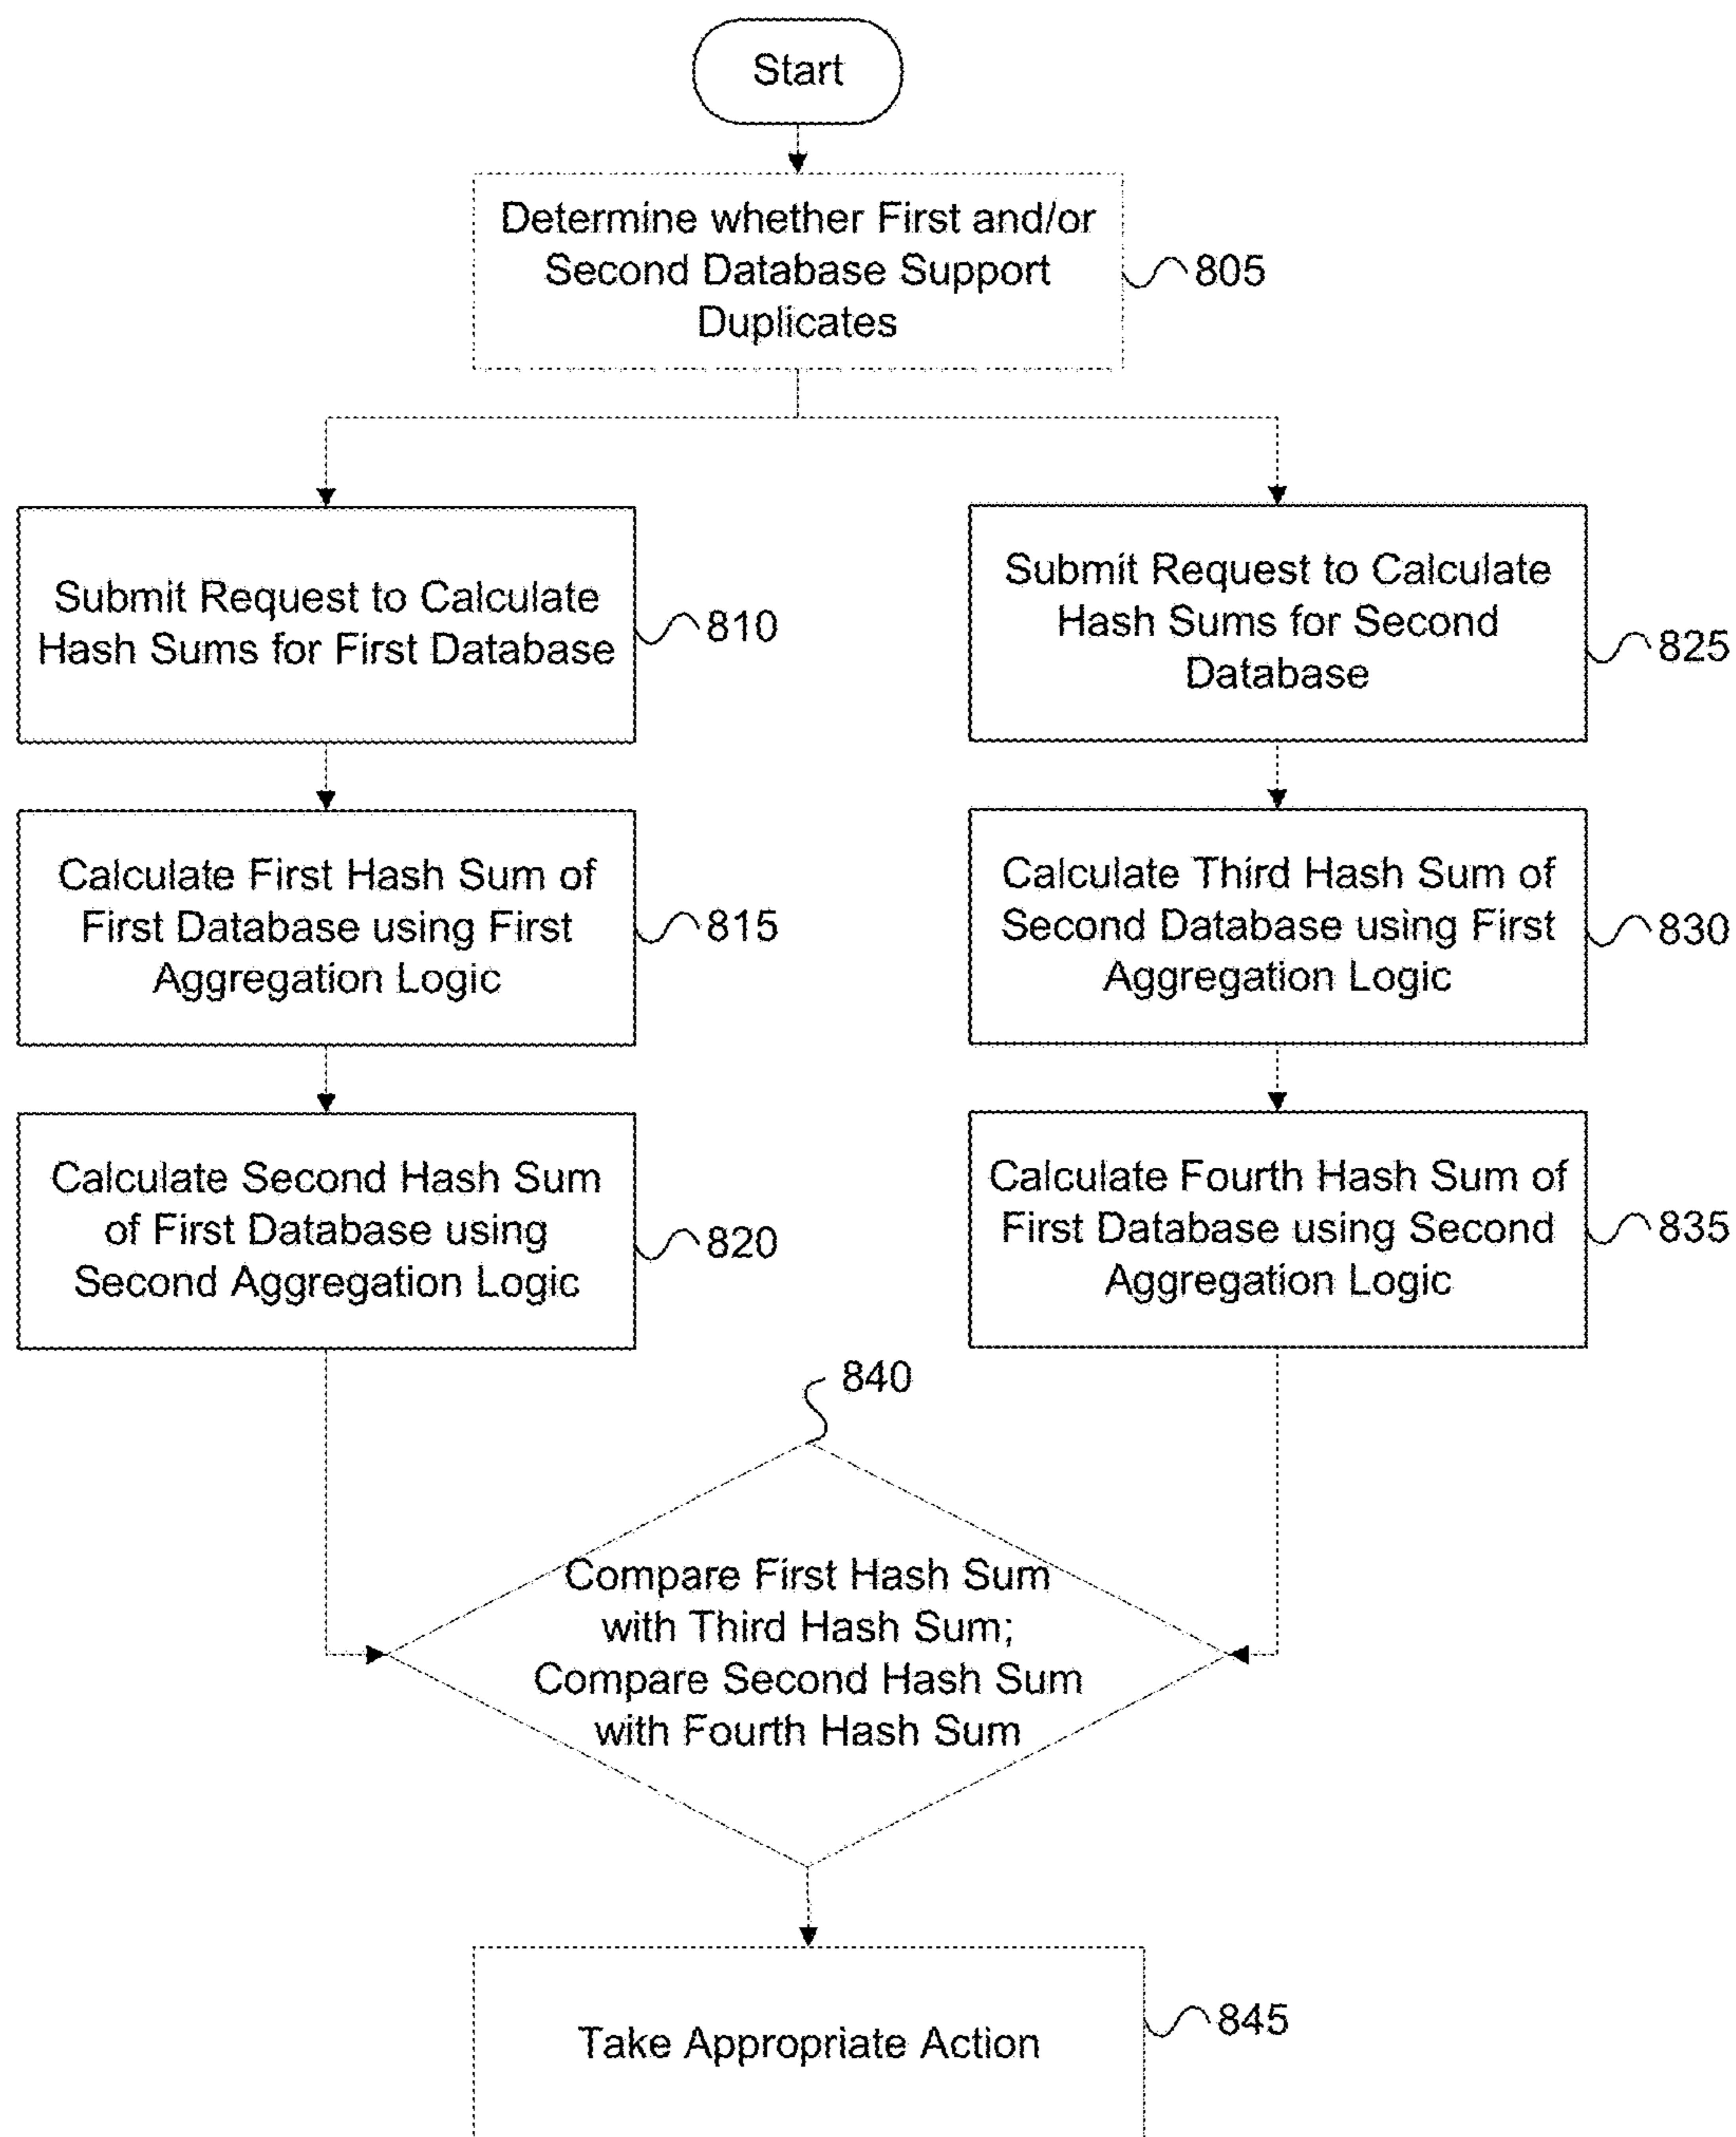 Start
Determine whether First and/or
Second Database Support
Duplicates
805
Submit Request to Calculate
Hash Sums for First Database
810
Calculate First Hash Sum of
First Database using First
Aggregation Logic
815
Calculate Second Hash Sum
of First Database using
Second Aggregation Logic
820
Submit Request to Calculate
Hash Sums for Second
Database
825
Calculate Third Hash Sum of
Second Database using First
Aggregation Logic
830
Calculate Fourth Hash Sum of
First Database using Second
Aggregation Logic
835
840
Compare First Hash Sum
with Third Hash Sum;
Compare Second Hash Sum
with Fourth Hash Sum
Take Appropriate Action
845